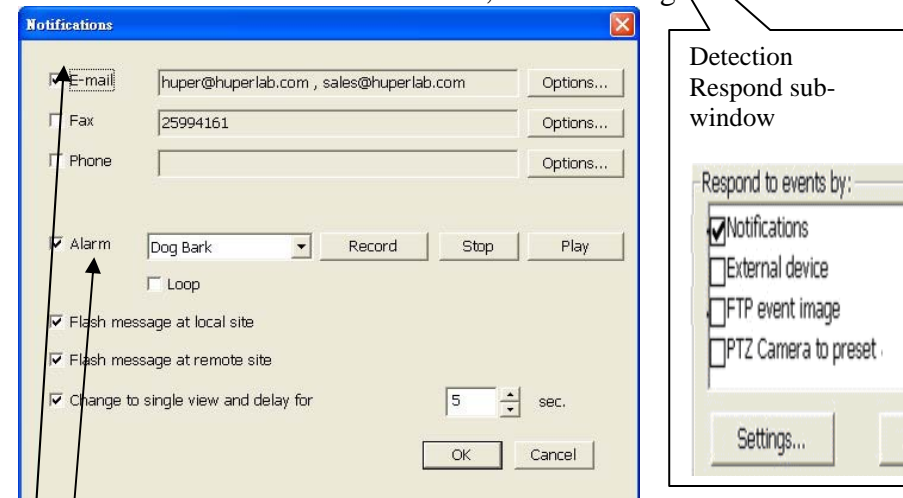 Notifications
E-mail huper@huperlab.com , sales@huperlab.com Options...
Fax 25994161 Options...
Phone Options...
Alarm Dog Bark Record Stop Play
Loop
Flash message at local site
Flash message at remote site
Change to single view and delay for 5 sec.
OK Cancel
Detection
Respond sub-
window
Respond to events by:
Notifications
External device
FTP event image
PTZ Camera to preset
Settings...